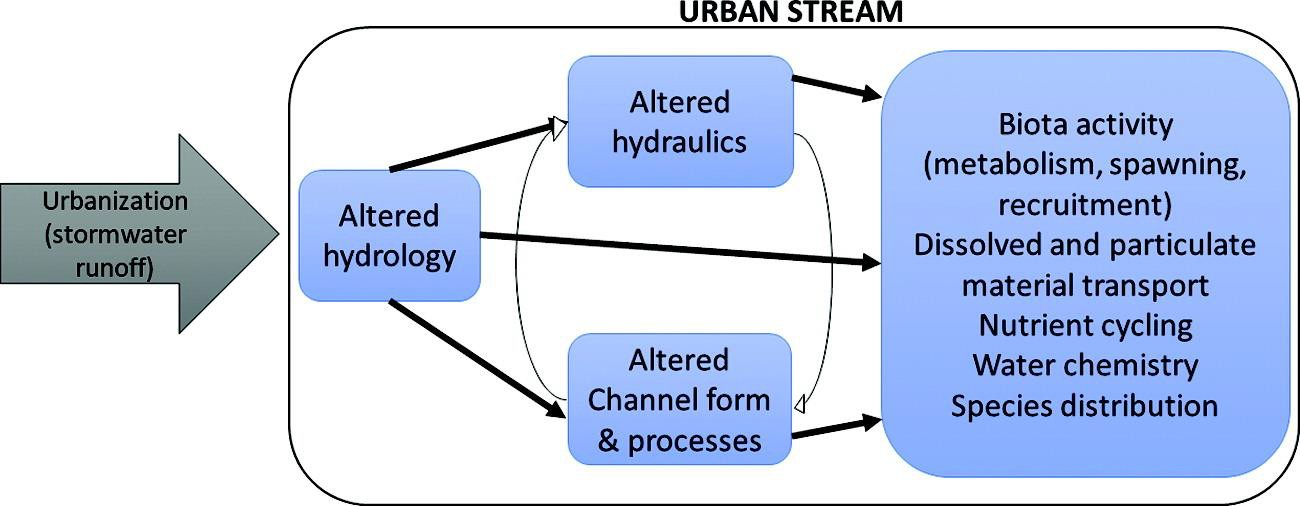 URBAN STREAM
Urbanization
(stormwater
runoff)
Altered
hydrology
Altered
hydraulics
Altered
Channel form
& processes
Biota activity
(metabolism, spawning,
recruitment)
Dissolved and particulate
material transport
Nutrient cycling
Water chemistry
Species distribution